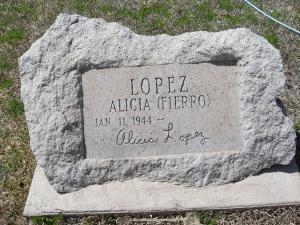 LOPEZ
ALICIA (FIERRO)
JAN. 11. 1944 –
Alicia L Lopez